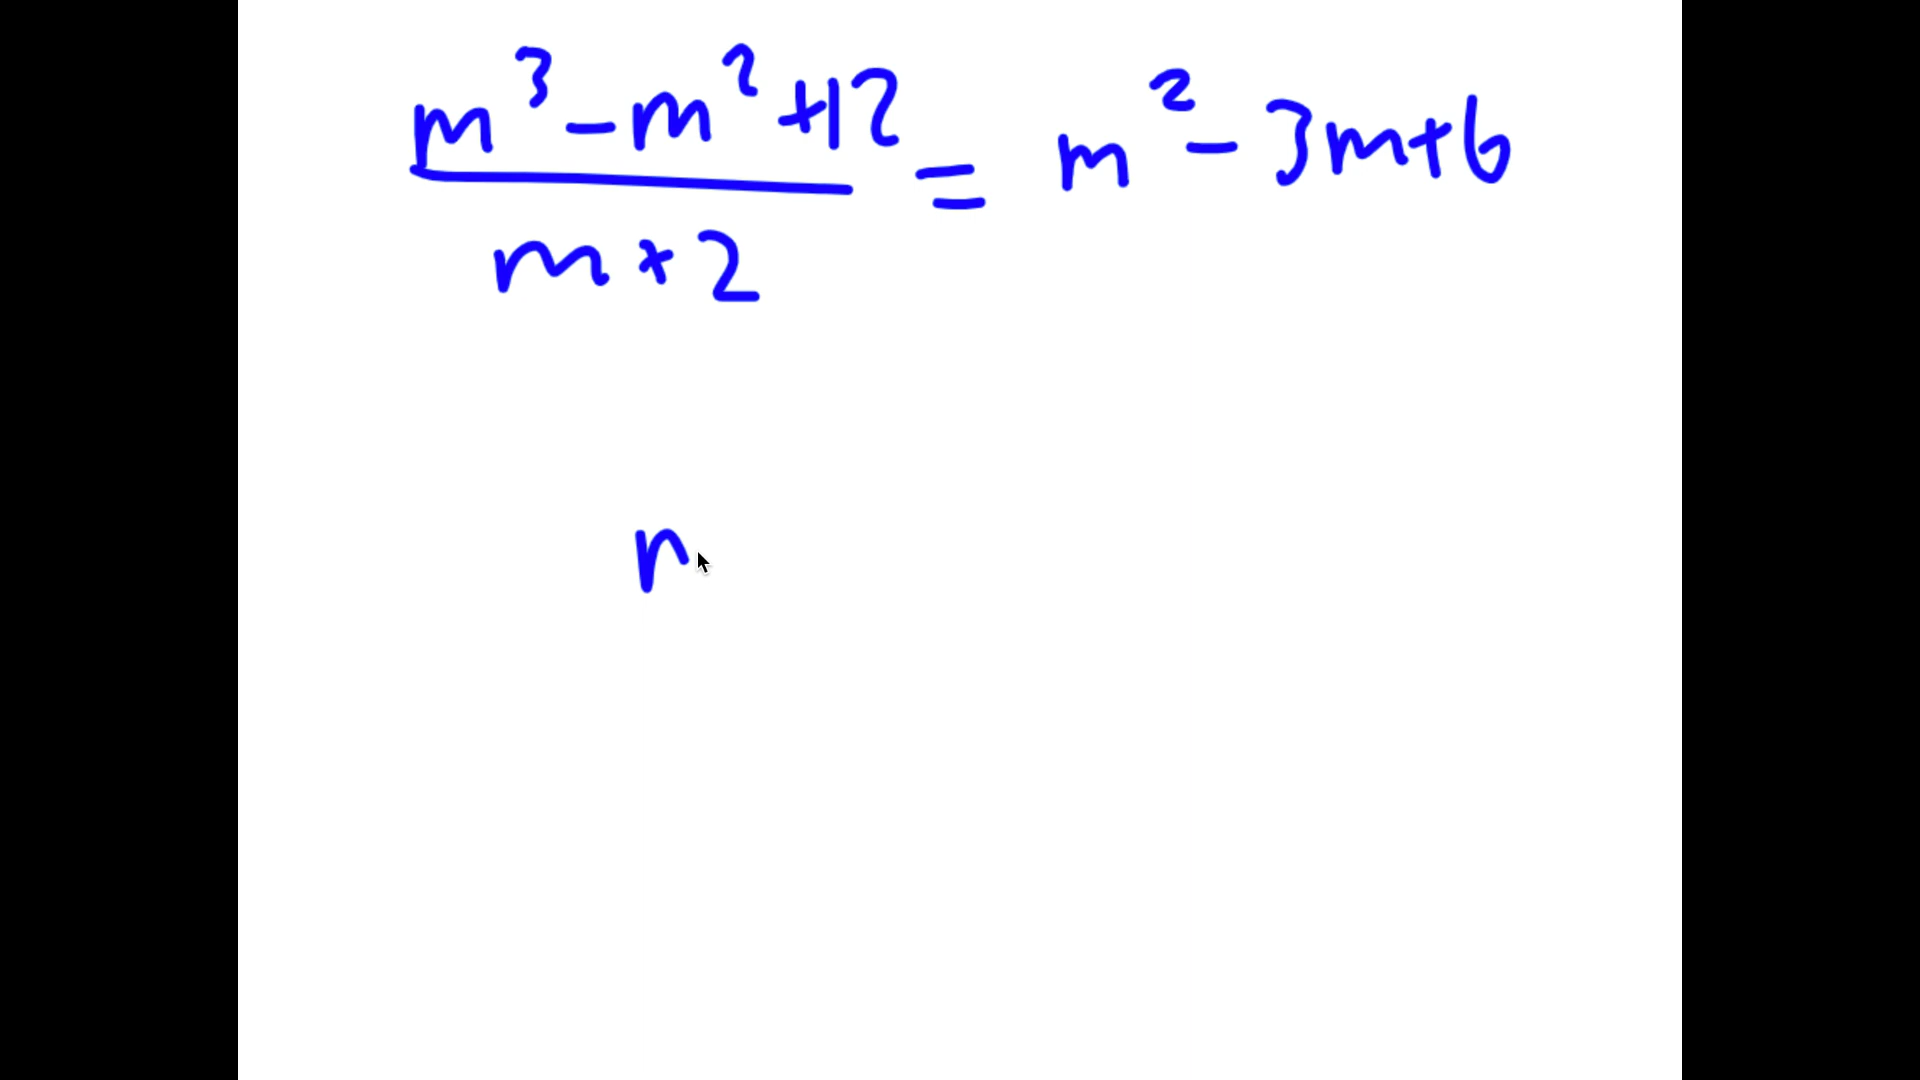 m³ - m² + 12 / m + 2 = m² - 3m + 6
n